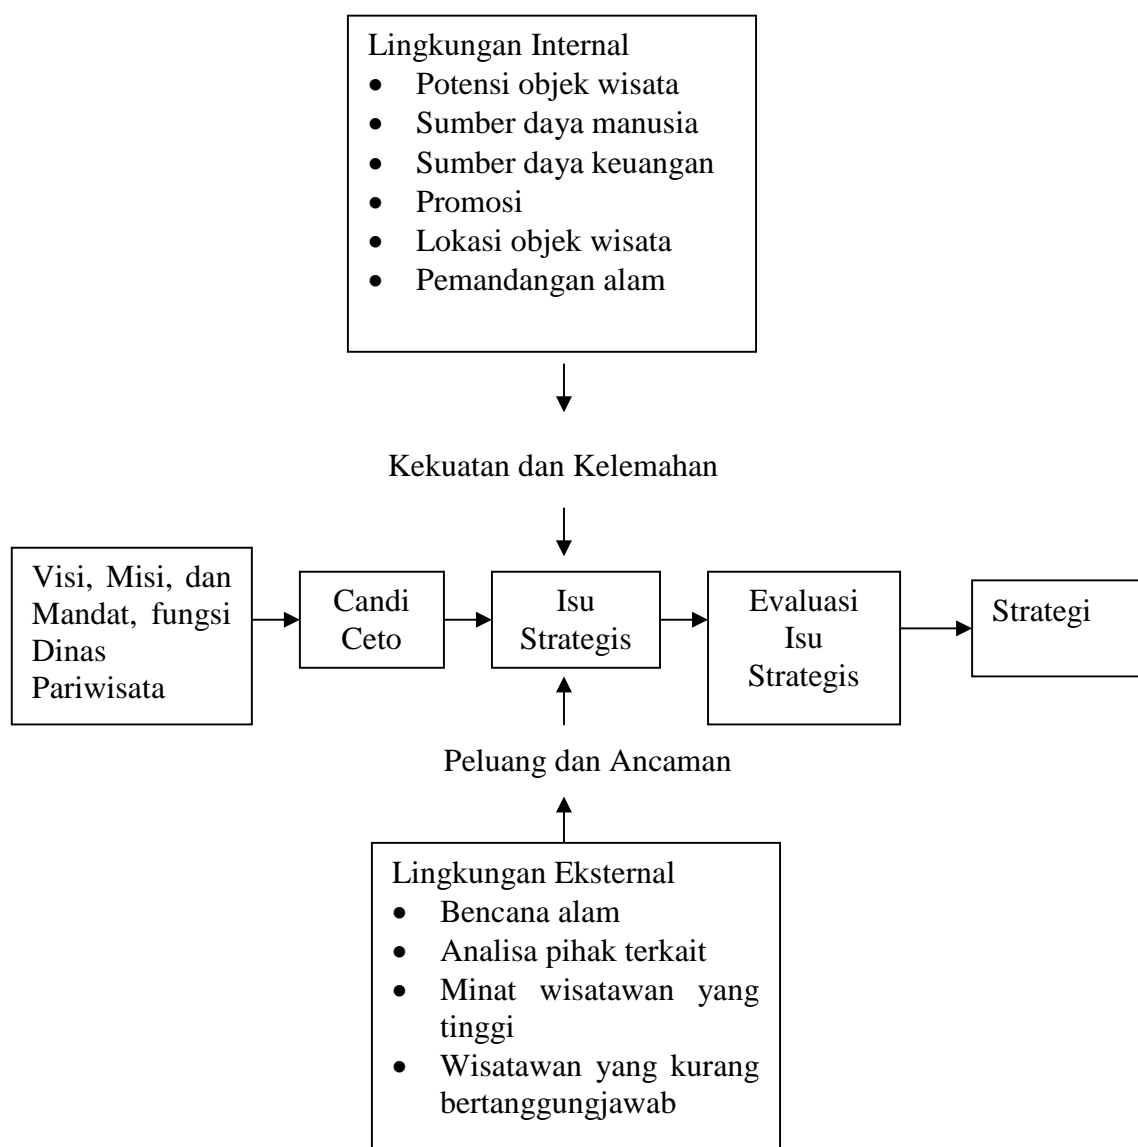 Lingkungan Internal
• Potensi objek wisata
• Sumber daya manusia
• Sumber daya keuangan
• Promosi
• Lokasi objek wisata
• Pemandangan alam
Kekuatan dan Kelemahan
Visi, Misi, dan
Mandat, fungsi
Dinas
Pariwisata
Candi
Ceto
Isu
Strategis
Evaluasi
Isu
Strategis
Strategi
Peluang dan Ancaman
Lingkungan Eksternal
• Bencana alam
• Analisa pihak terkait
• Minat wisatawan yang
tinggi
• Wisatawan yang kurang
bertanggungjawab